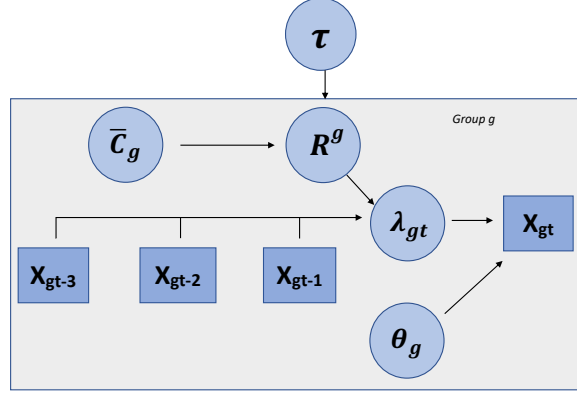 τ
Group g
C̅g
R^g
λgt
Xgt
Xgt-3
Xgt-2
Xgt-1
θg